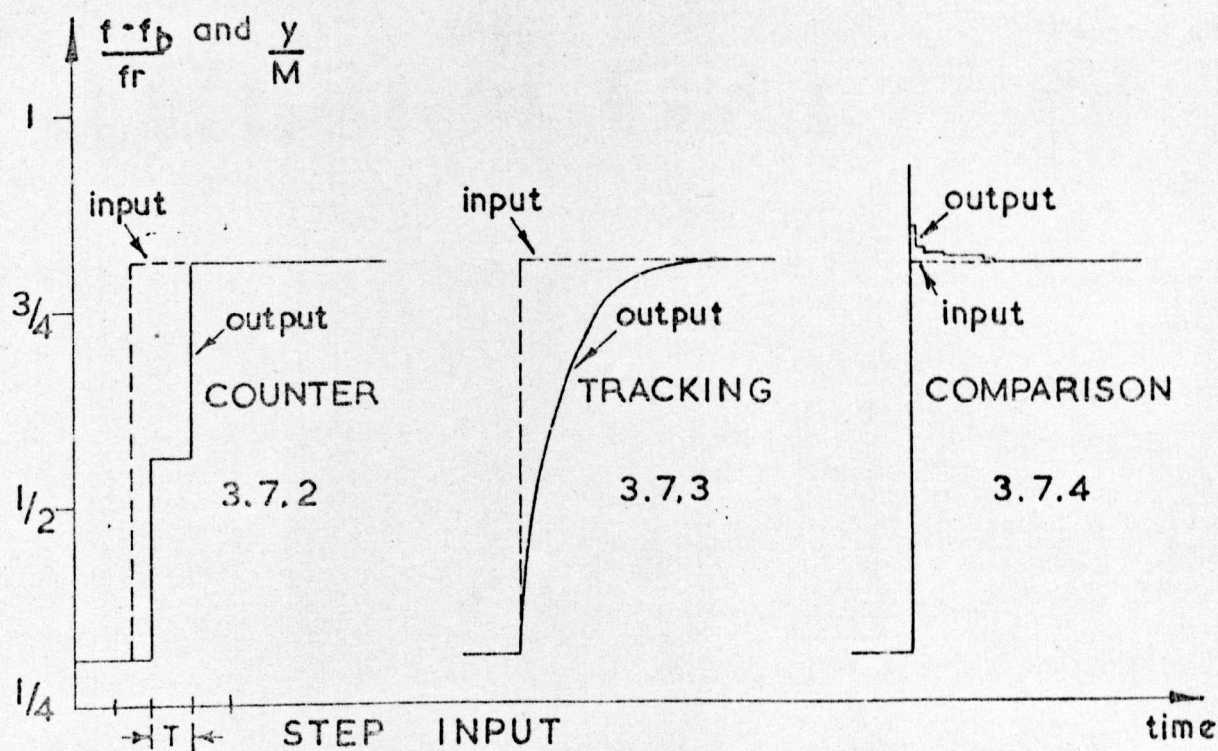 f - fb and y
fr M
1
input
input
output
3/4
output
output
input
COUNTER
TRACKING
COMPARISON
3.7.2
3.7.3
3.7.4
1/2
1/4
T
STEP INPUT
time